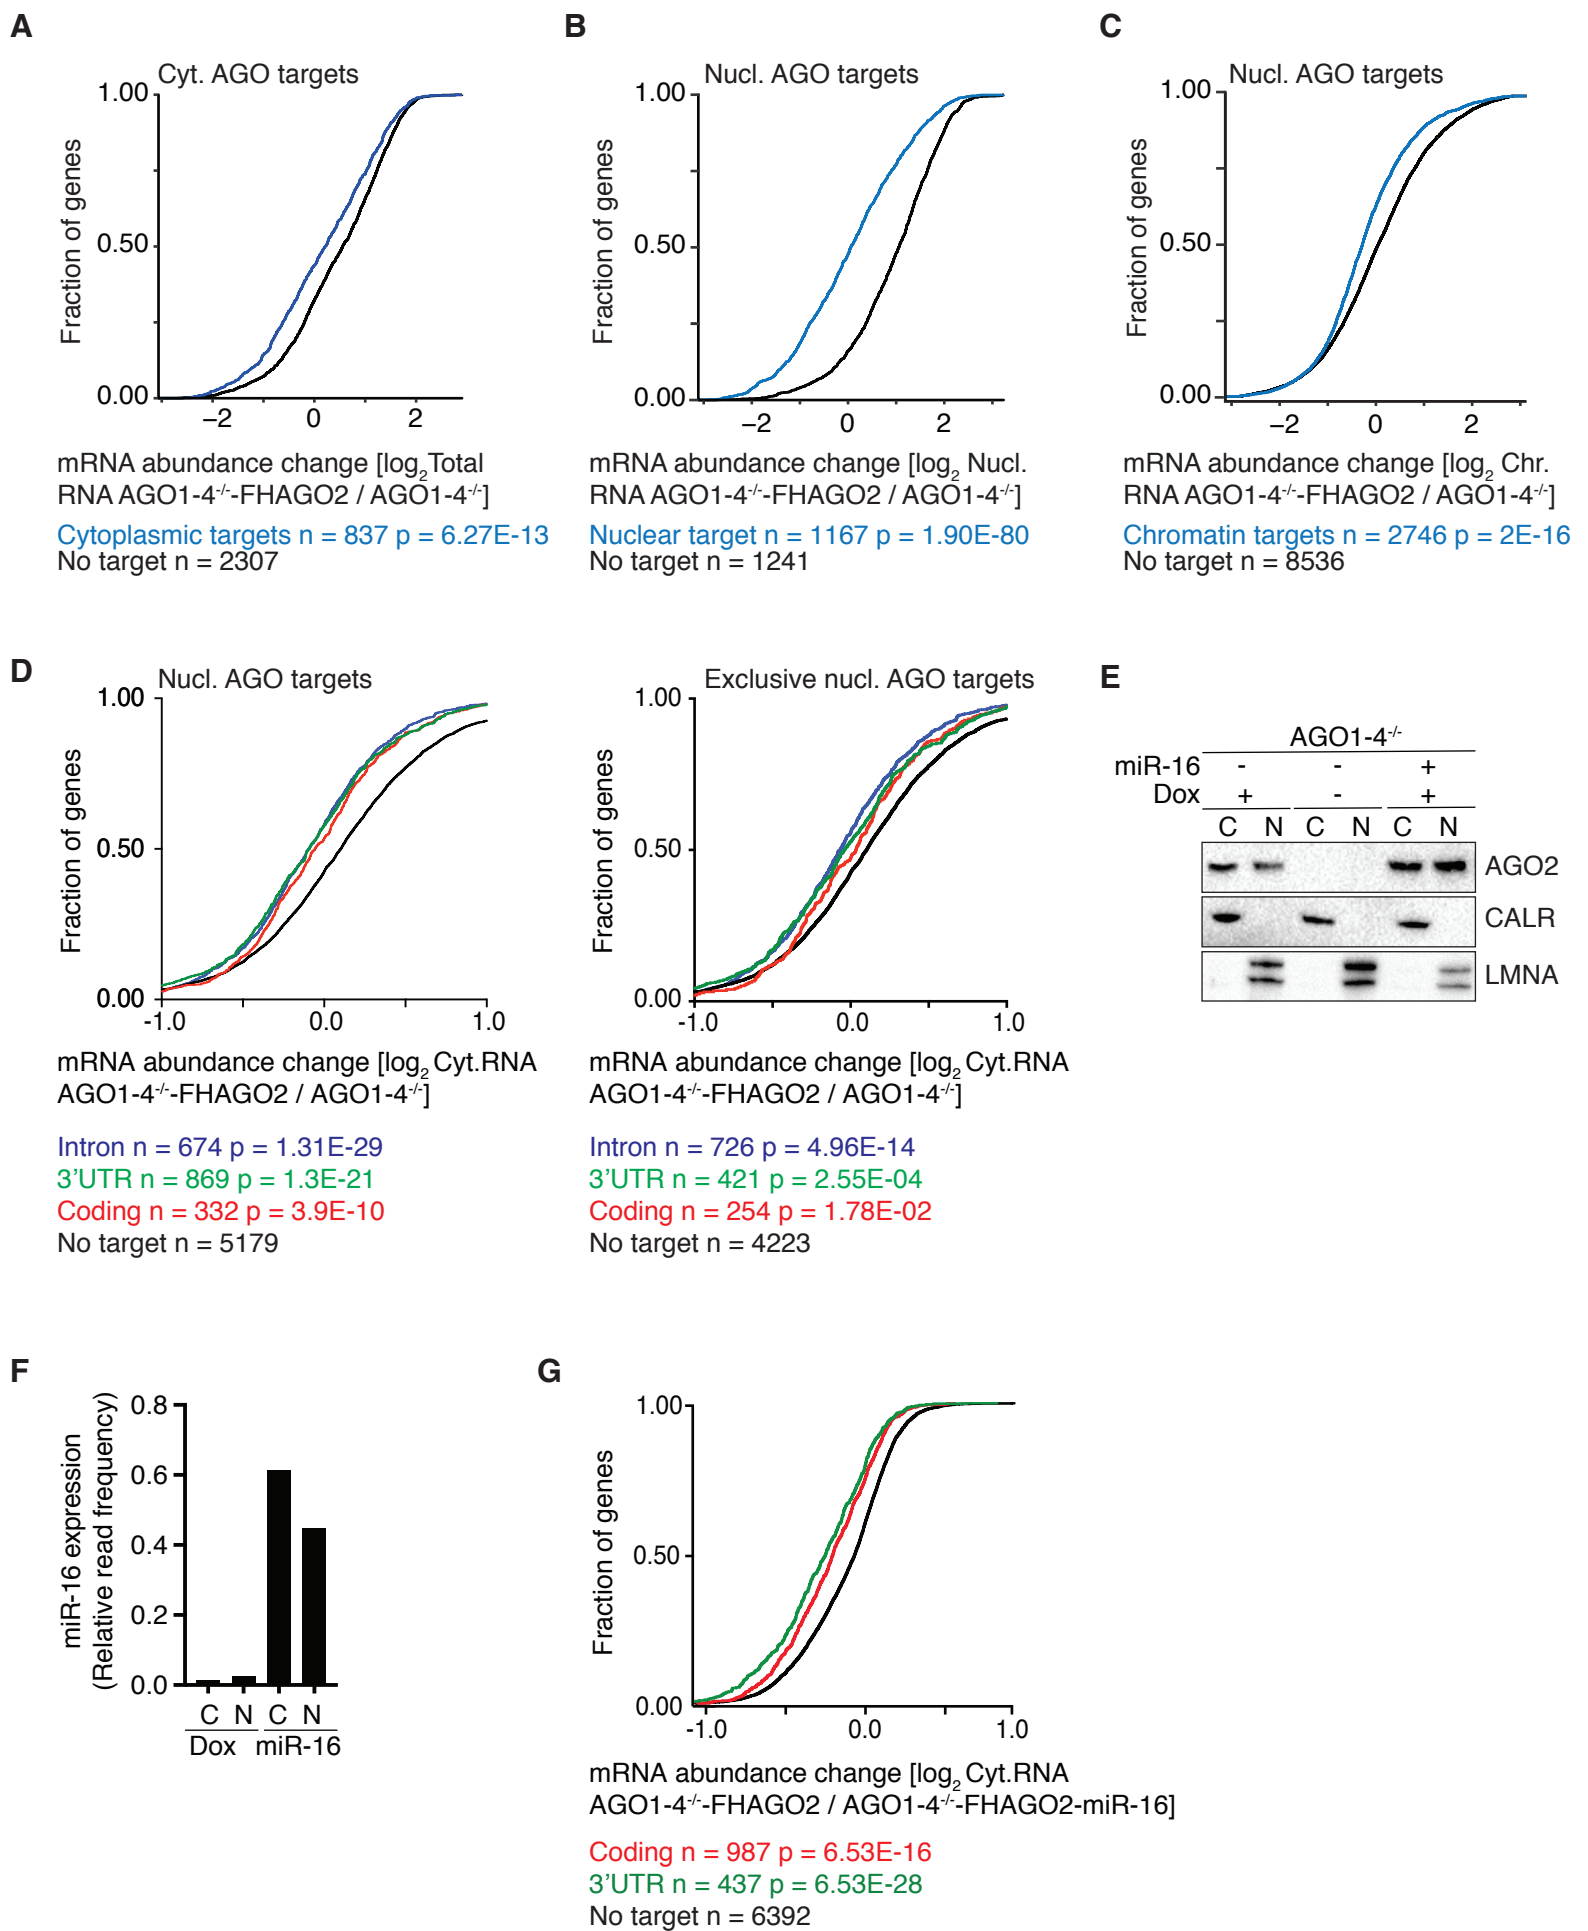 A
Cyt. AGO targets
1.00
0.50
0.00
Fraction of genes
−2 0 2
mRNA abundance change [log2Total
RNA AGO1-4-/--FHAGO2 / AGO1-4-/-]
Cytoplasmic targets n = 837 p = 6.27E-13
No target n = 2307
B
Nucl. AGO targets
1.00
0.50
0.00
Fraction of genes
−2 0 2
mRNA abundance change [log2 Nucl.
RNA AGO1-4-/--FHAGO2 / AGO1-4-/-]
Nuclear target n = 1167 p = 1.90E-80
No target n = 1241
C
Nucl. AGO targets
1.00
0.50
0.00
Fraction of genes
−2 0 2
mRNA abundance change [log2 Chr.
RNA AGO1-4-/--FHAGO2 / AGO1-4-/-]
Chromatin targets n = 2746 p = 2E-16
No target n = 8536
D
Nucl. AGO targets
1.00
0.50
0.00
Fraction of genes
-1.0 0.0 1.0
mRNA abundance change [log2 Cyt.RNA
AGO1-4-/--FHAGO2 / AGO1-4-/-]
Intron n = 674 p = 1.31E-29
3’UTR n = 869 p = 1.3E-21
Coding n = 332 p = 3.9E-10
No target n = 5179
Exclusive nucl. AGO targets
1.00
0.50
0.00
Fraction of genes
-1.0 0.0 1.0
mRNA abundance change [log2 Cyt.RNA
AGO1-4-/--FHAGO2 / AGO1-4-/-]
Intron n = 726 p = 4.96E-14
3’UTR n = 421 p = 2.55E-04
Coding n = 254 p = 1.78E-02
No target n = 4223
E
AGO1-4-/-
miR-16 - - +
Dox + - +
C N C N C N
AGO2
CALR
LMNA
F
miR-16 expression
(Relative read frequency)
0.8
0.6
0.4
0.2
0.0
C N C N
Dox miR-16
G
1.00
0.50
0.00
Fraction of genes
-1.0 0.0 1.0
mRNA abundance change [log2 Cyt.RNA
AGO1-4-/--FHAGO2 / AGO1-4-/--FHAGO2-miR-16]
Coding n = 987 p = 6.53E-16
3’UTR n = 437 p = 6.53E-28
No target n = 6392